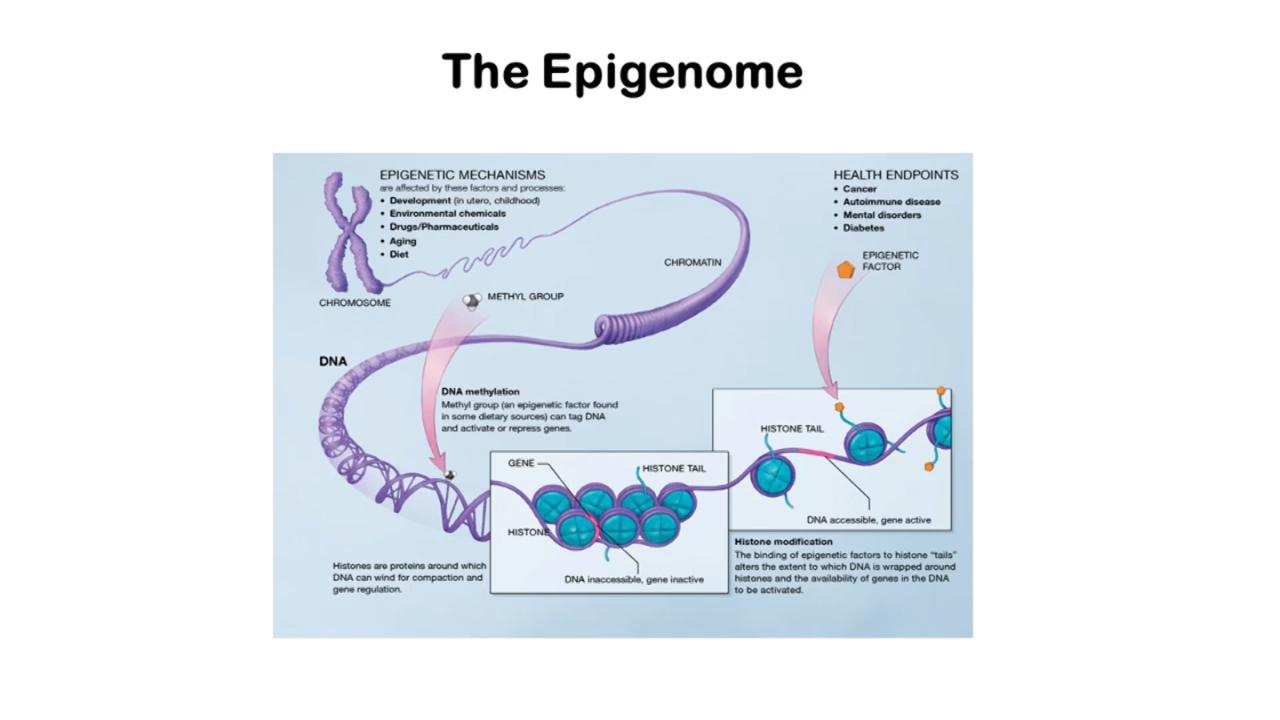 The Epigenome
EPIGENETIC MECHANISMS
are affected by these factors and processes:
• Development (in utero, childhood)
• Environmental chemicals
• Drugs/Pharmaceuticals
• Aging
• Diet
CHROMOSOME
METHYL GROUP
CHROMATIN
HEALTH ENDPOINTS
• Cancer
• Autoimmune disease
• Mental disorders
• Diabetes
EPIGENETIC
FACTOR
DNA
DNA methylation
Methyl group (an epigenetic factor found
in some dietary sources) can tag DNA
and activate or repress genes.
GENE
HISTONE TAIL
HISTONE
DNA inaccessible, gene inactive
HISTONE TAIL
DNA accessible, gene active
Histones are proteins around which
DNA can wind for compaction and
gene regulation.
Histone modification
The binding of epigenetic factors to histone “tails”
alters the extent to which DNA is wrapped around
histones and the availability of genes in the DNA
to be activated.